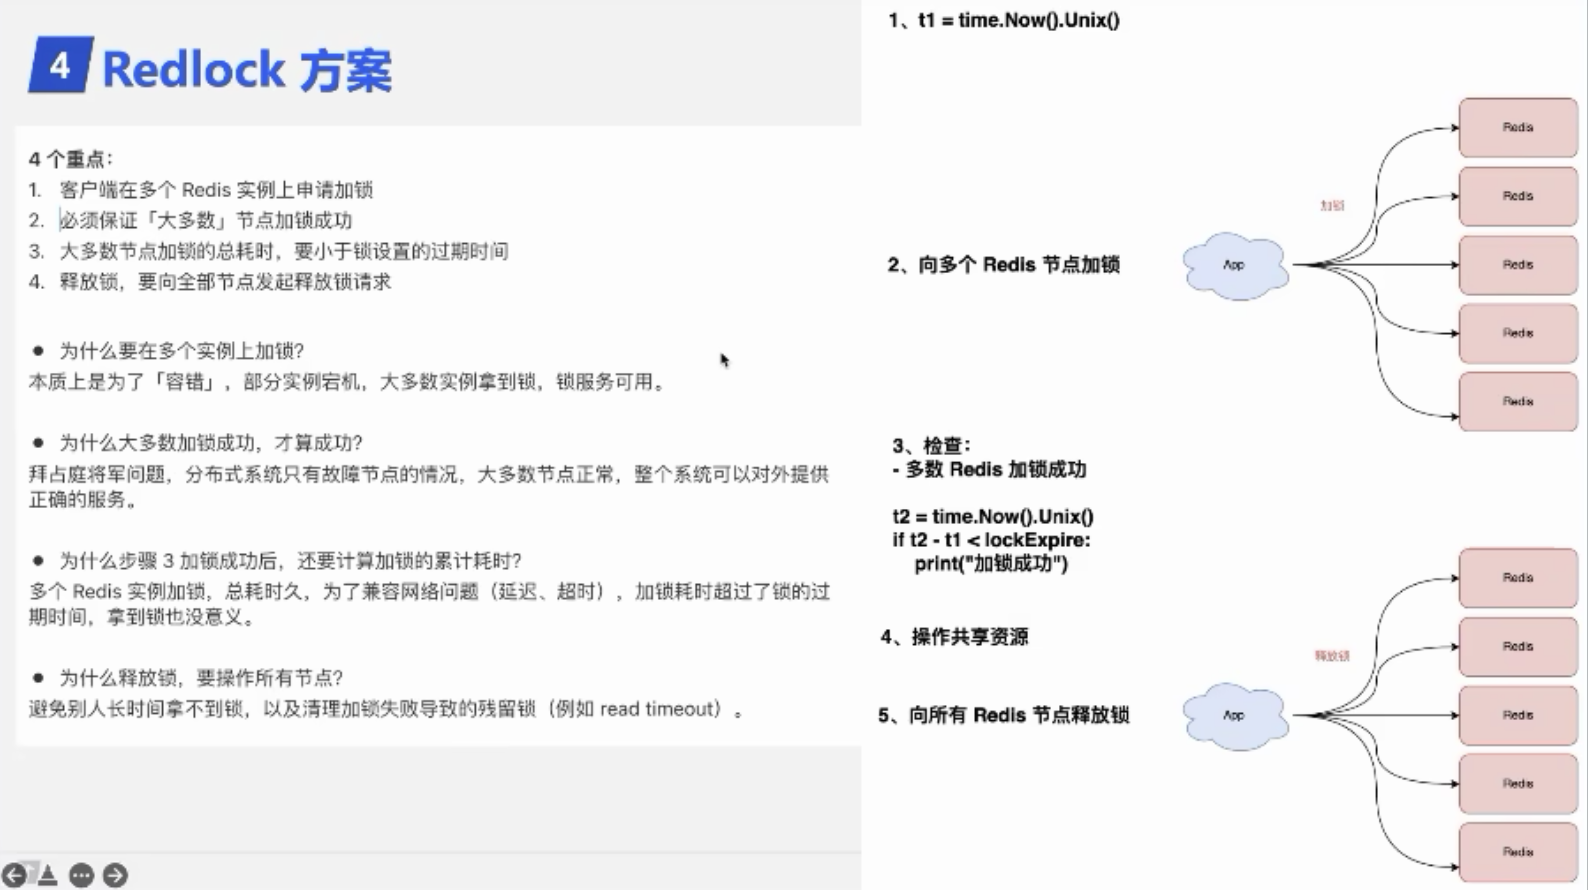 4 Redlock 方案
4 个重点：
1. 客户端在多个 Redis 实例上申请加锁
2. 必须保证「大多数」节点加锁成功
3. 大多数节点加锁的总耗时，要小于锁设置的过期时间
4. 释放锁，要向全部节点发起释放锁请求
● 为什么要在多个实例上加锁?
本质上是为了「容错」，部分实例宕机，大多数实例拿到锁，锁服务可用。
● 为什么大多数加锁成功，才算成功?
拜占庭将军问题，分布式系统只有故障节点的情况，大多数节点正常，整个系统可以对外提供
正确的服务。
● 为什么步骤 3 加锁成功后，还要计算加锁的累计耗时?
多个 Redis 实例加锁，总耗时久，为了兼容网络问题（延迟、超时），加锁耗时超过了锁的过
期时间，拿到锁也没意义。
● 为什么释放锁，要操作所有节点?
避免别人长时间拿不到锁，以及清理加锁失败导致的残留锁（例如 read timeout）。
1、t1 = time.Now().Unix()
2、向多个 Redis 节点加锁
App
加锁
Redis
Redis
Redis
Redis
Redis
3、检查：
- 多数 Redis 加锁成功
t2 = time.Now().Unix()
if t2 - t1 < lockExpire:
print("加锁成功")
4、操作共享资源
5、向所有 Redis 节点释放锁
App
释放锁
Redis
Redis
Redis
Redis
Redis